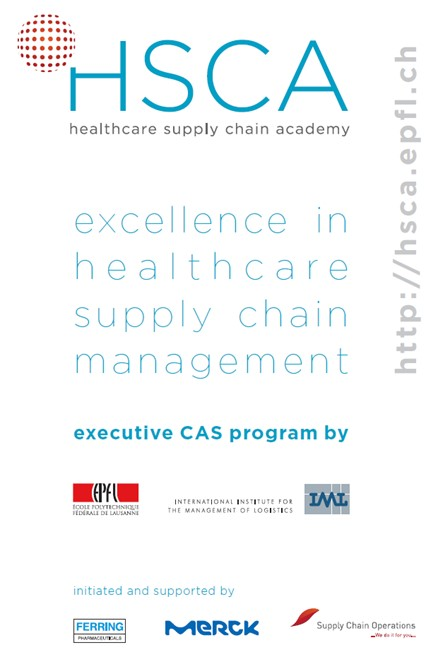 HSCA
healthcare supply chain academy
http://hsca.epfl.ch
excellence in
healthcare
supply chain
management
executive CAS program by
EPFL
ÉCOLE POLYTECHNIQUE
FÉDÉRALE DE LAUSANNE
INTERNATIONAL INSTITUTE FOR
THE MANAGEMENT OF LOGISTICS
IML
initiated and supported by
FERRING
PHARMACEUTICALS
MERCK
Supply Chain Operations
We do it for you